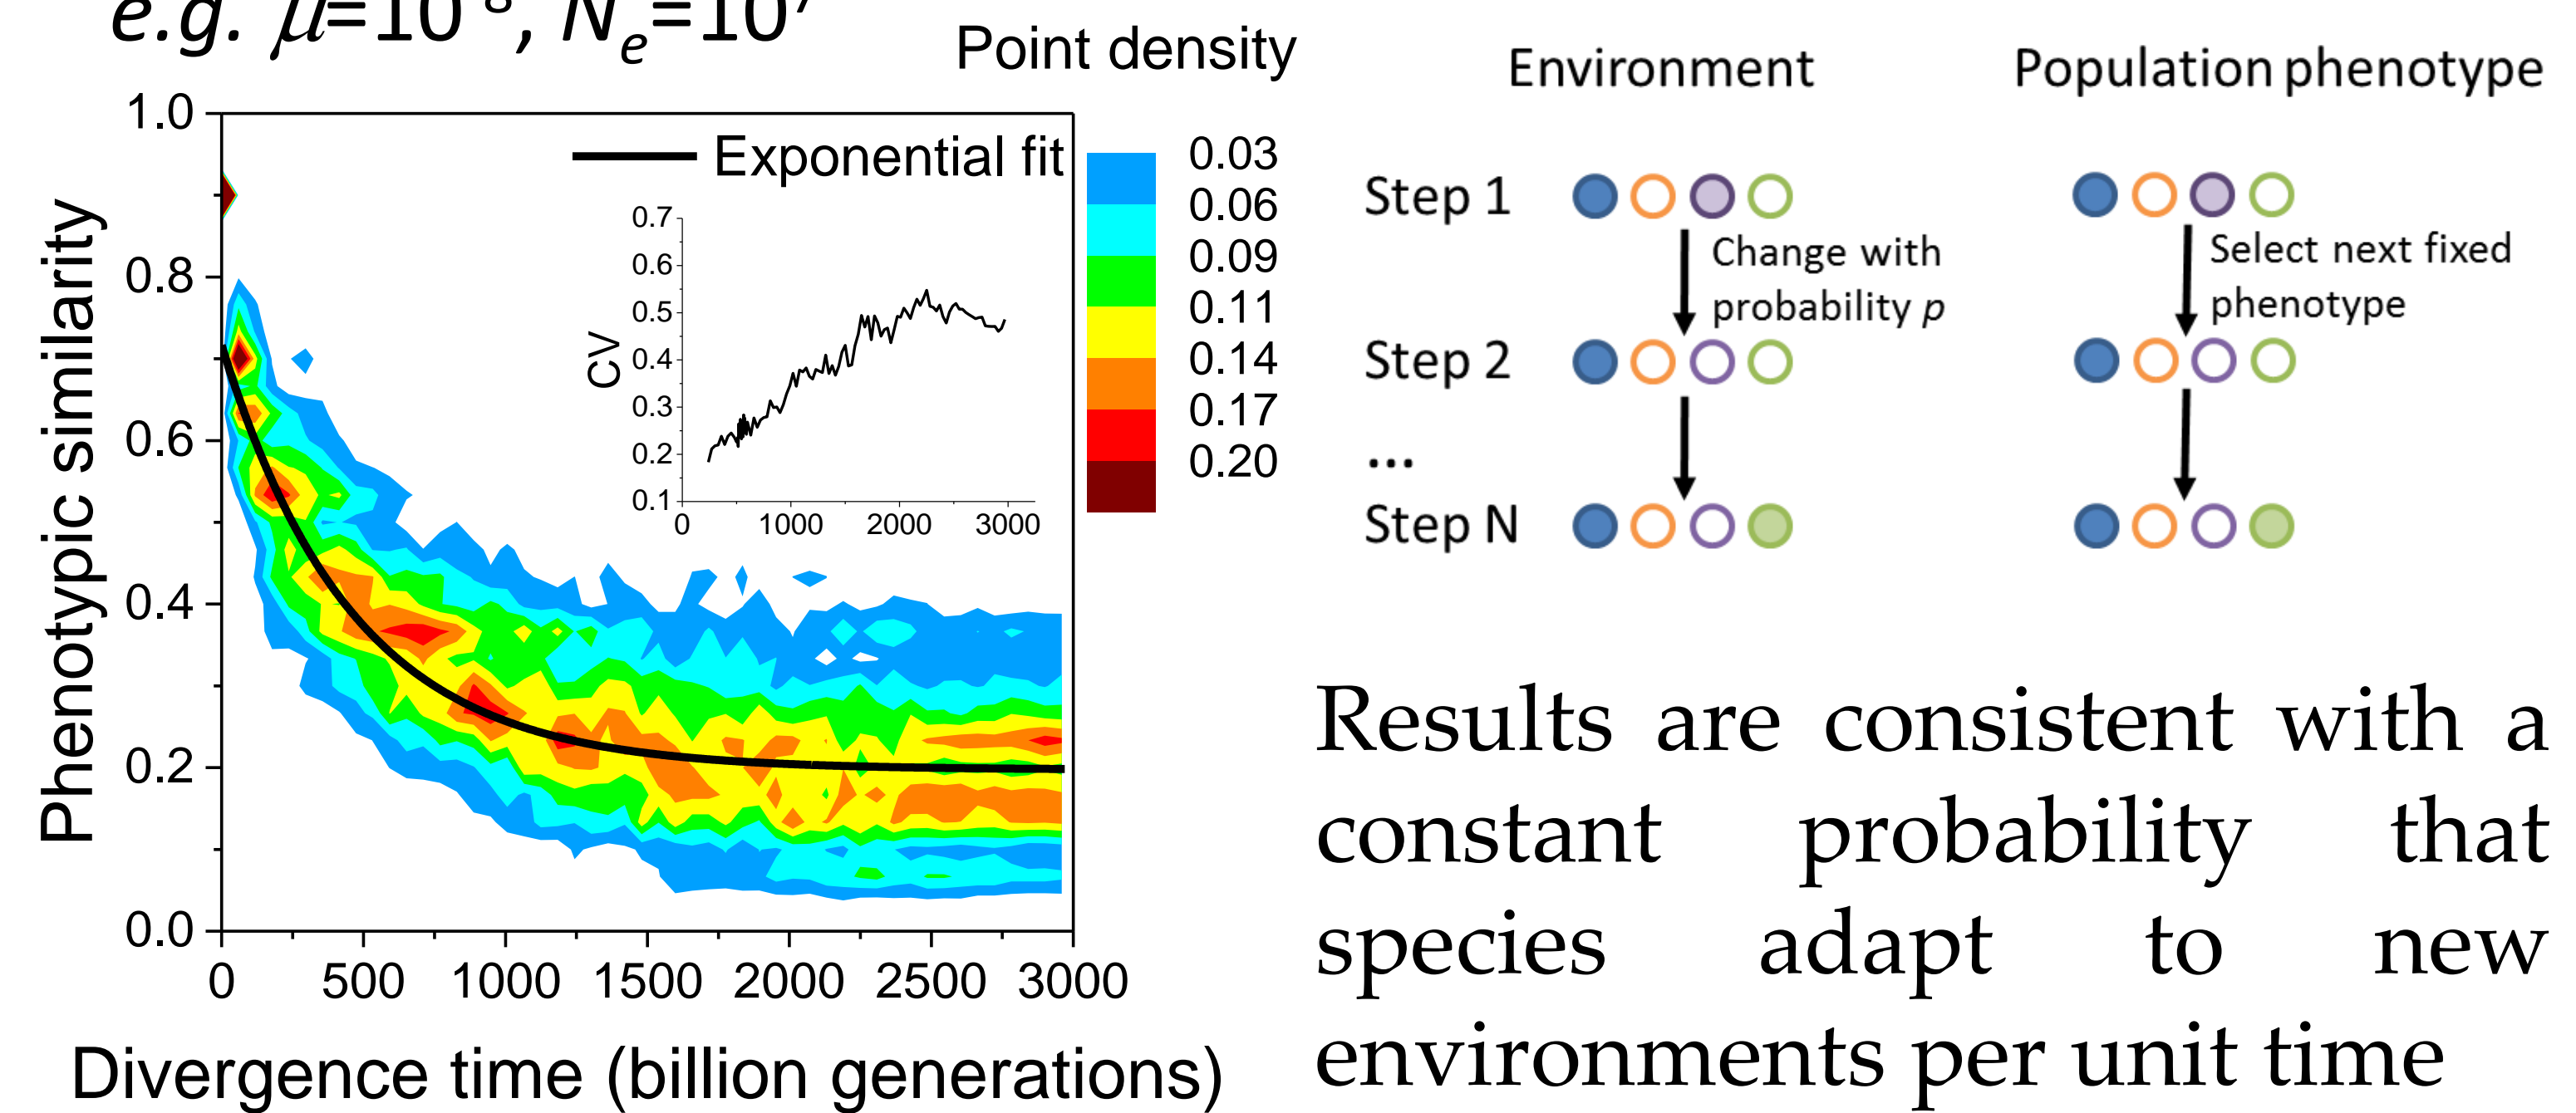 e.g. μ=10⁻⁸, Nₑ=10⁷
Point density
1.0
0.8
0.6
0.4
0.2
0.0
Phenotypic similarity
Exponential fit
0.7
0.6
0.5
0.4
0.3
0.2
0.1
CV
0 1000 2000 3000
0.03
0.06
0.09
0.11
0.14
0.17
0.20
0 500 1000 1500 2000 2500 3000
Divergence time (billion generations)
Environment
Population phenotype
Step 1
Change with
probability p
Select next fixed
phenotype
Step 2
...
Step N
Results are consistent with a
constant probability that
species adapt to new
environments per unit time